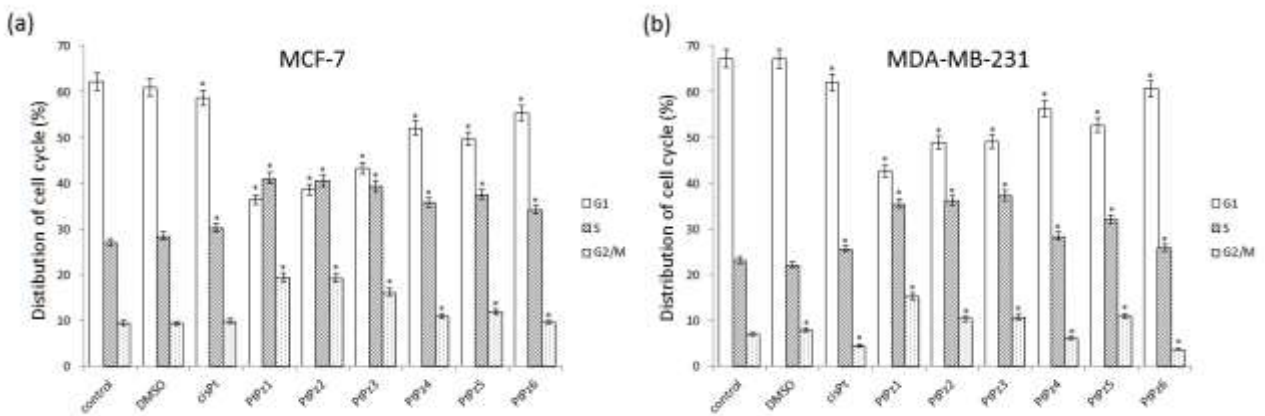 (a)
MCF-7
Distibution of cell cycle (%)
70
60
50
40
30
20
10
0
control
DMSO
cisPt
PtPz1
PtPz2
PtPz3
PtPz4
PtPz5
PtPz6
G1
S
G2/M
(b)
MDA-MB-231
Distribution of cell cycle (%)
70
60
50
40
30
20
10
0
control
DMSO
cisPt
PtPz1
PtPz2
PtPz3
PtPz4
PtPz5
PtPz6
G1
S
G2/M